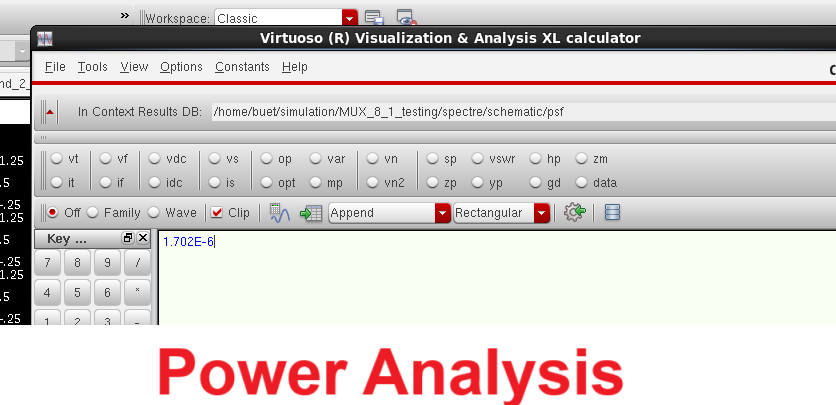 » Workspace: Classic
Virtuoso (R) Visualization & Analysis XL calculator
File Tools View Options Constants Help
nd_2_
In Context Results DB: /home/buet/simulation/MUX_8_1_testing/spectre/schematic/psf
1.25 vt vf vdc vs op var vn sp vswr hp zm
.5 it if idc is opt mp vn2 zp yp gd data
-.25
1.25 Off Family Wave Clip Append Rectangular
.5 Key ... 1.702E-6
-.25 7 8 9 /
1.25
.5 4 5 6 *
-.25 1 2 3 -
Power Analysis